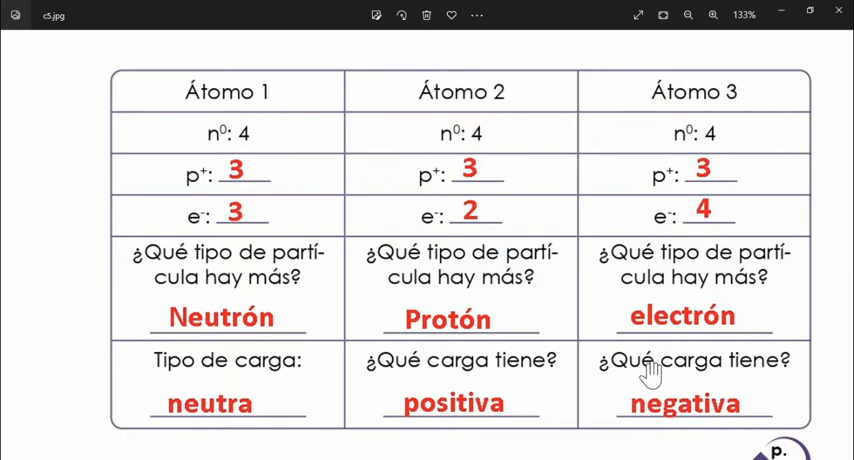 c5.jpg
133%
Átomo 1
Átomo 2
Átomo 3
n⁰: 4
n⁰: 4
n⁰: 4
p⁺: 3
p⁺: 3
p⁺: 3
e⁻: 3
e⁻: 2
e⁻: 4
¿Qué tipo de partí-
cula hay más?
Neutrón
¿Qué tipo de partí-
cula hay más?
Protón
¿Qué tipo de partí-
cula hay más?
electrón
Tipo de carga:
neutra
¿Qué carga tiene?
positiva
¿Qué carga tiene?
negativa
p.